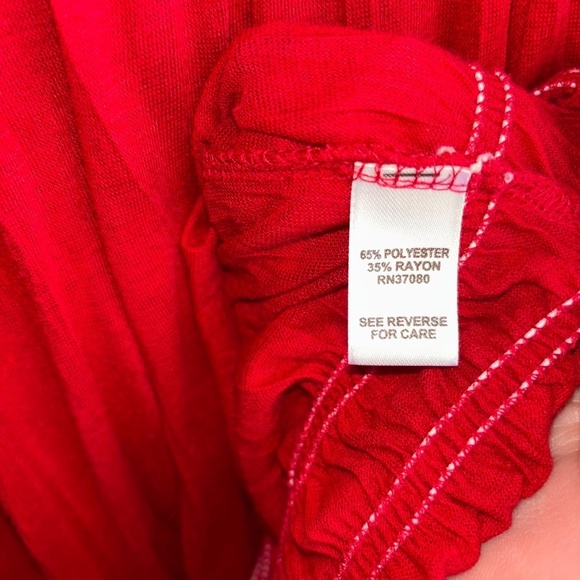 65% POLYESTER
35% RAYON
RN37080
SEE REVERSE
FOR CARE